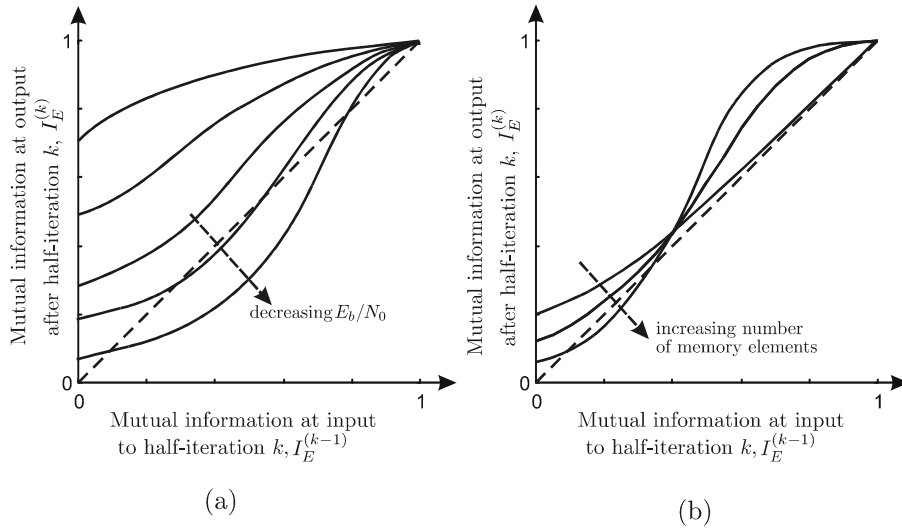 Mutual information at output
after half-iteration k, I_E^{(k)}
1
0
decreasing E_b/N_0
0
1
Mutual information at input
to half-iteration k, I_E^{(k−1)}
(a)
Mutual information at output
after half-iteration k, I_E^{(k)}
1
0
increasing number
of memory elements
0
1
Mutual information at input
to half-iteration k, I_E^{(k−1)}
(b)